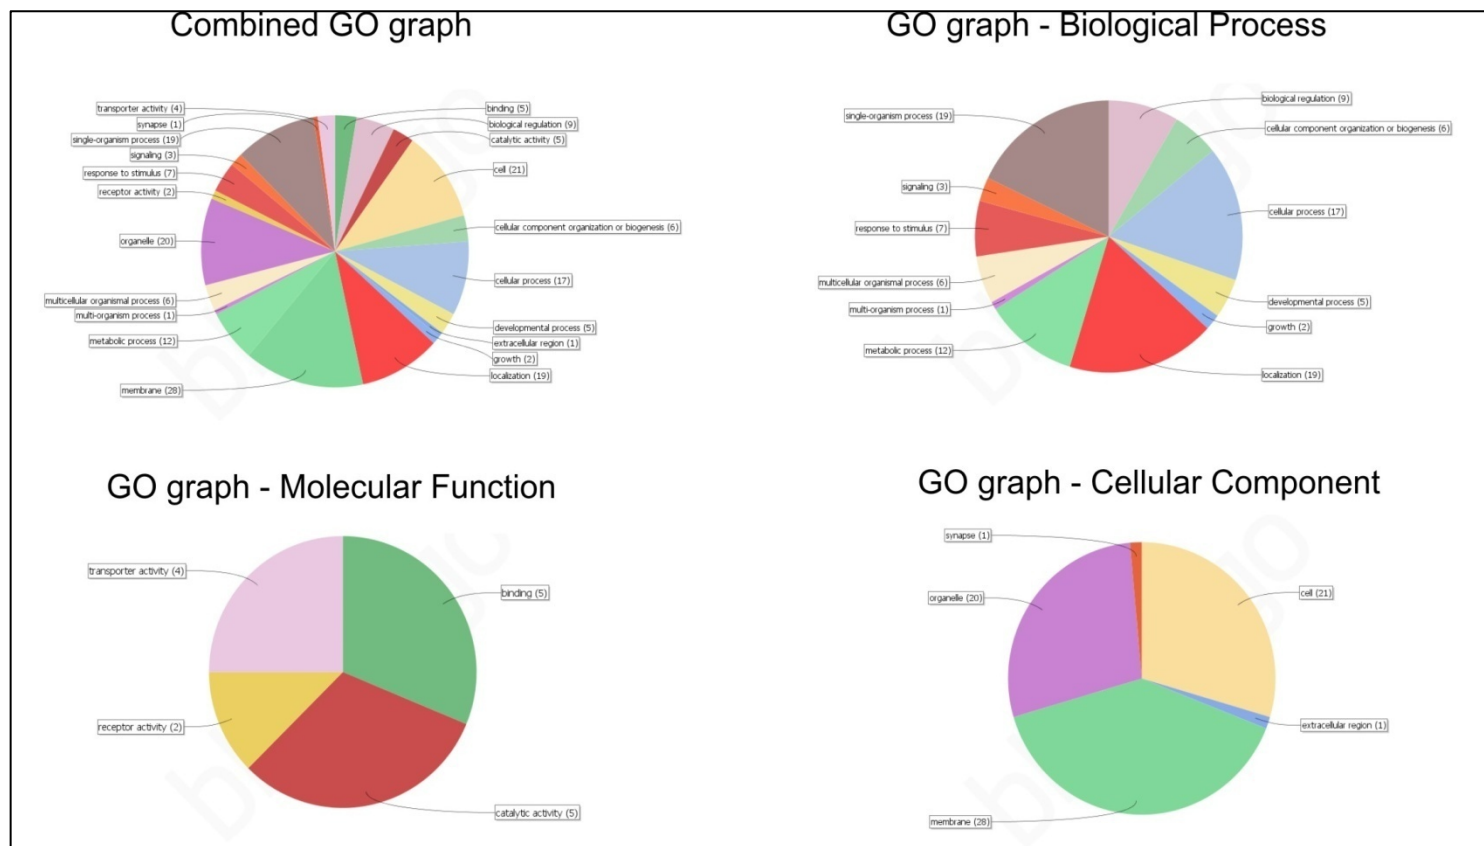 Combined GO graph
transporter activity (4)
synapse (1)
single-organism process (19)
signaling (3)
response to stimulus (7)
receptor activity (2)
organelle (20)
multicellular organismal process (6)
multi-organism process (1)
metabolic process (12)
membrane (28)
binding (5)
biological regulation (9)
catalytic activity (5)
cell (21)
cellular component organization or biogenesis (6)
cellular process (17)
developmental process (5)
extracellular region (1)
growth (2)
localization (19)
GO graph - Biological Process
single-organism process (19)
signaling (3)
response to stimulus (7)
multicellular organismal process (6)
multi-organism process (1)
metabolic process (12)
biological regulation (9)
cellular component organization or biogenesis (6)
cellular process (17)
developmental process (5)
growth (2)
localization (19)
GO graph - Molecular Function
transporter activity (4)
receptor activity (2)
binding (5)
catalytic activity (5)
GO graph - Cellular Component
synapse (1)
organelle (20)
membrane (28)
cell (21)
extracellular region (1)